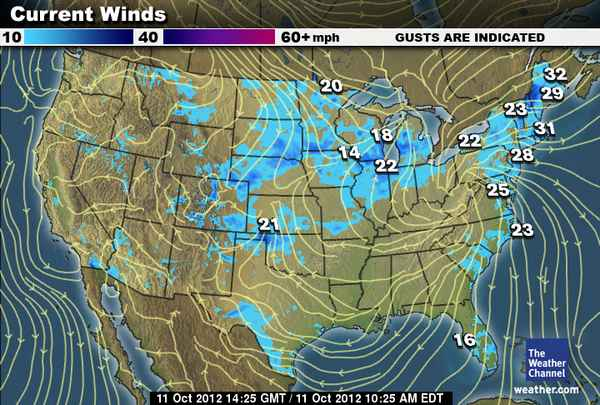 Current Winds
10 40 60+ mph GUSTS ARE INDICATED
32
20
29
23
31
18
22
14
28
22
25
21
23
16
The
Weather
Channel
weather.com
11 Oct 2012 14:25 GMT / 11 Oct 2012 10:25 AM EDT